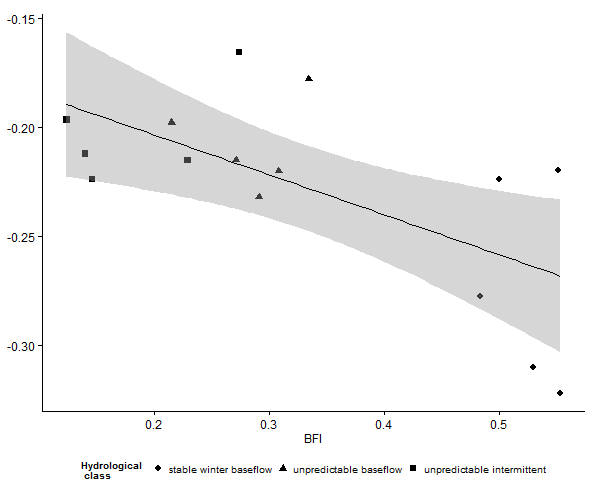 -0.15
-0.20
-0.25
-0.30
0.2 0.3 0.4 0.5
BFI
Hydrological
class
stable winter baseflow unpredictable baseflow unpredictable intermittent